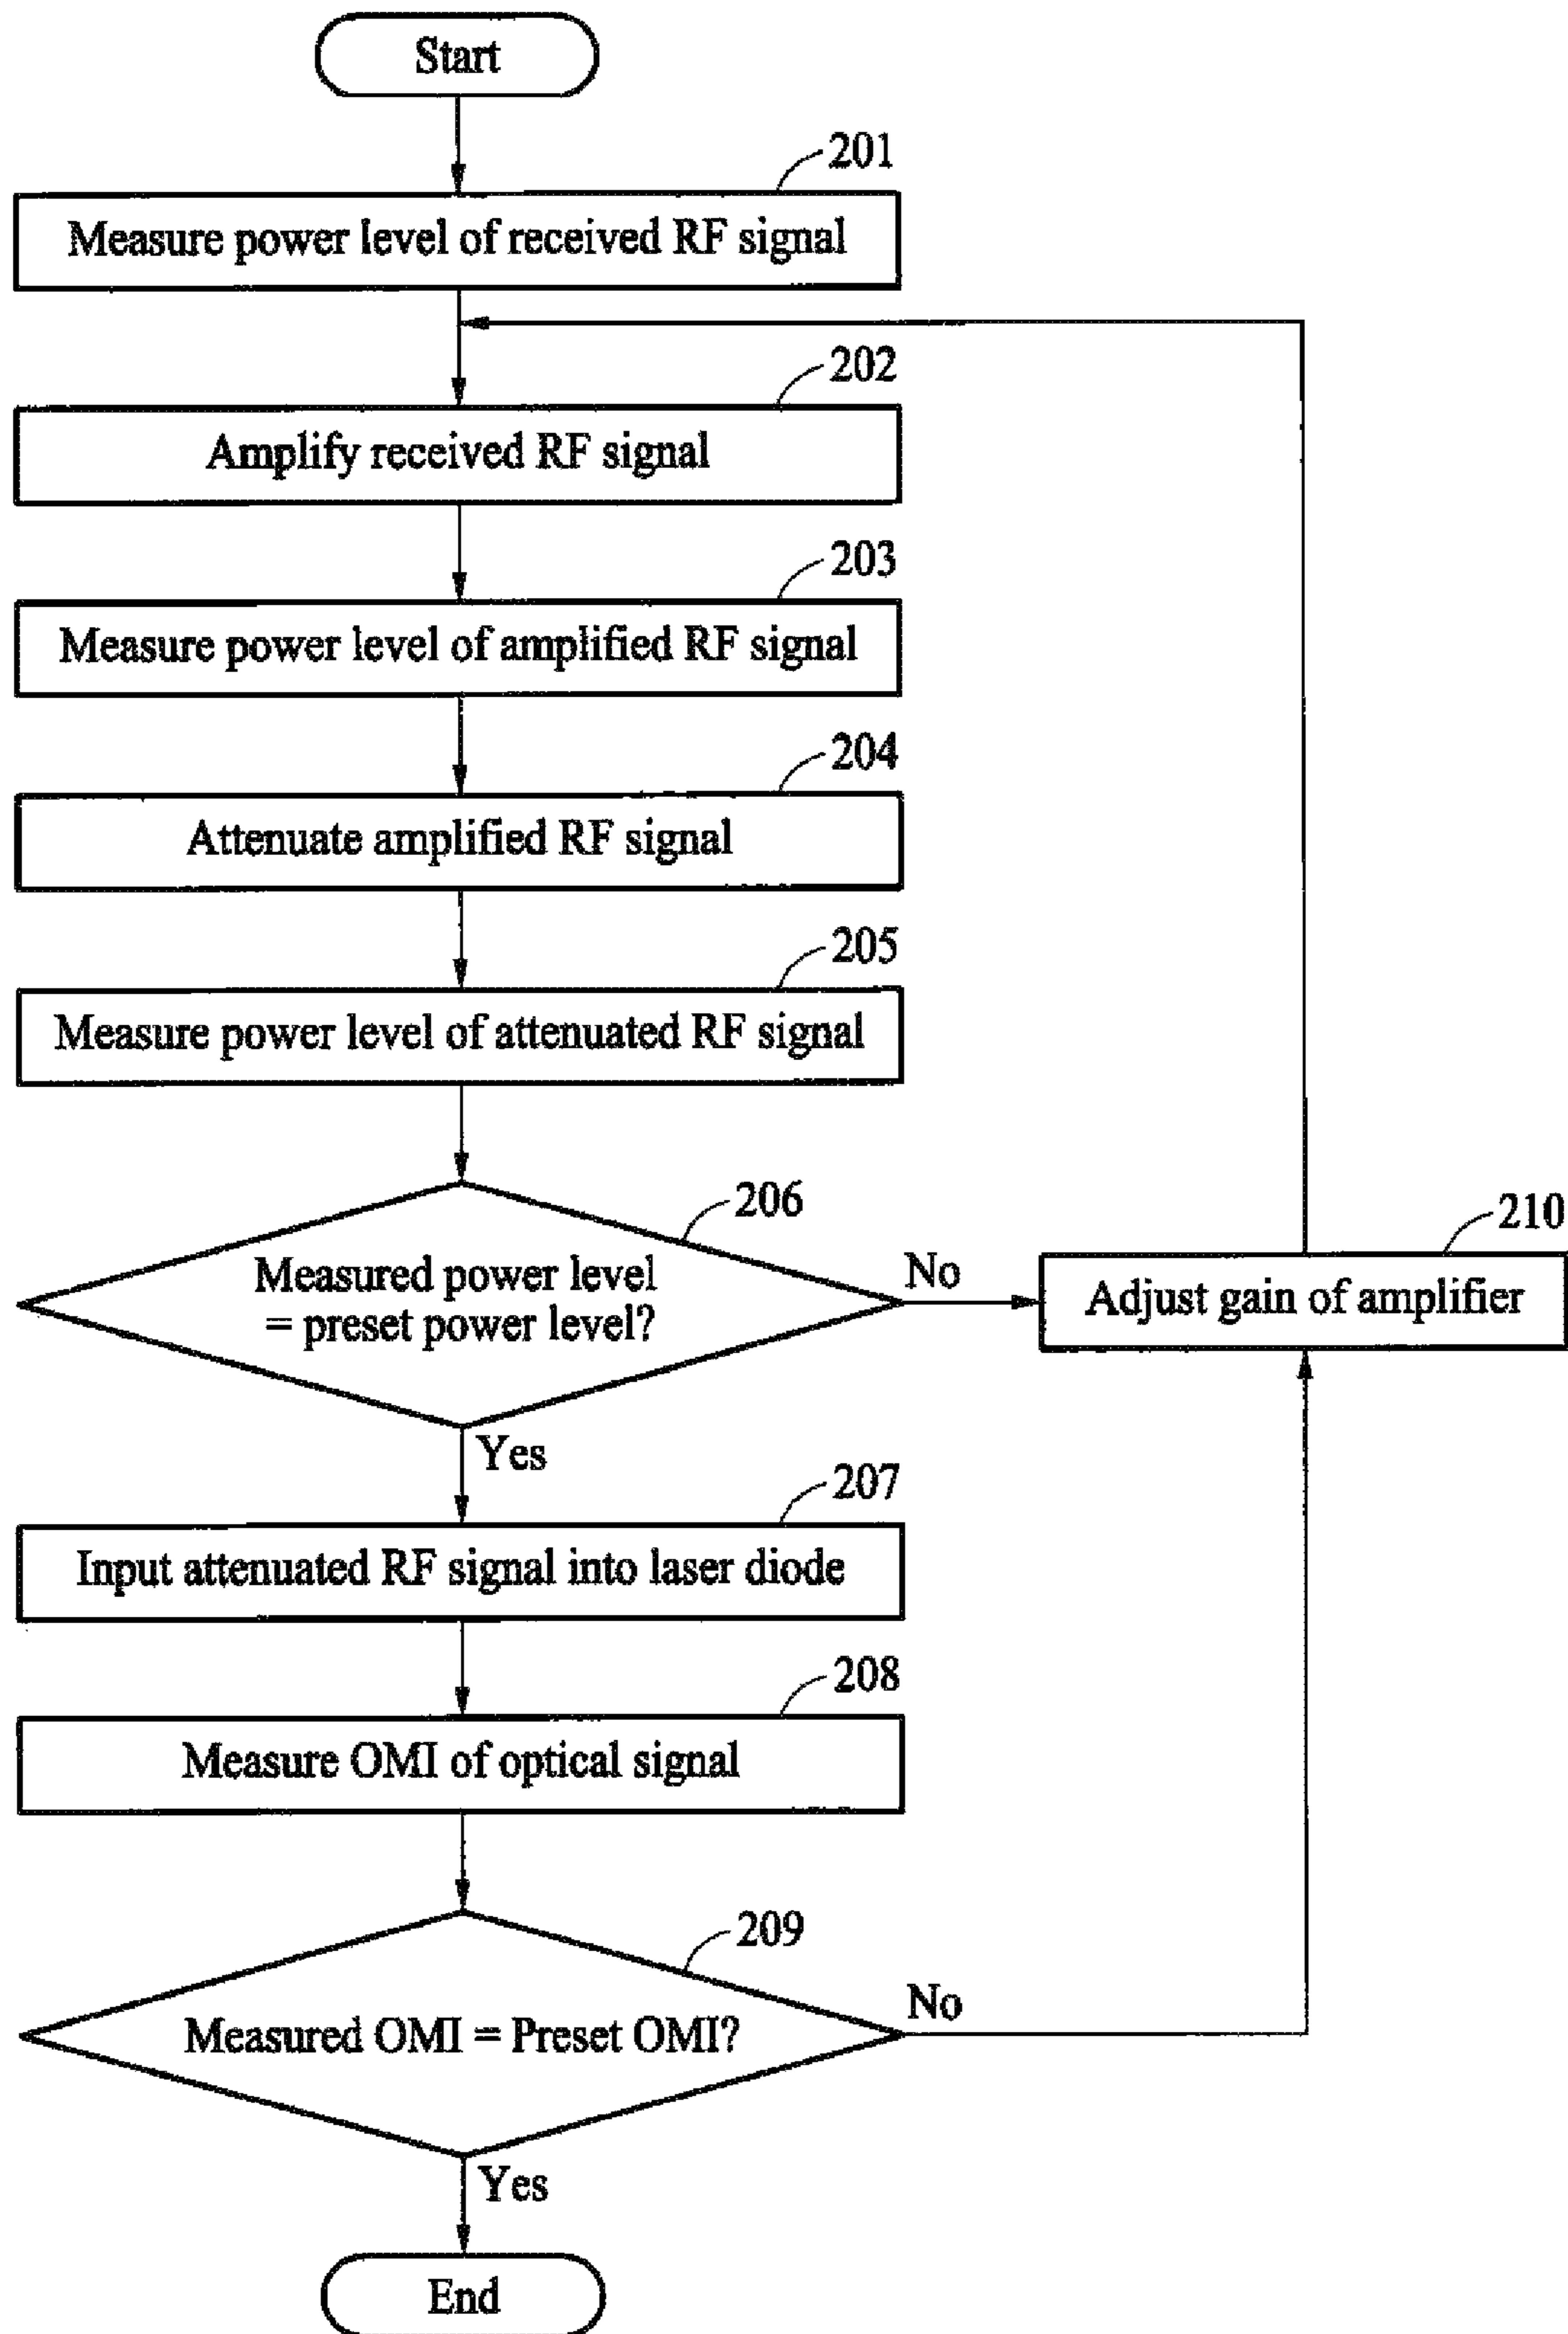 Start
201
Measure power level of received RF signal
202
Amplify received RF signal
203
Measure power level of amplified RF signal
204
Attenuate amplified RF signal
205
Measure power level of attenuated RF signal
206
Measured power level
= preset power level?
No
210
Adjust gain of amplifier
Yes
207
Input attenuated RF signal into laser diode
208
Measure OMI of optical signal
209
Measured OMI = Preset OMI?
No
Yes
End